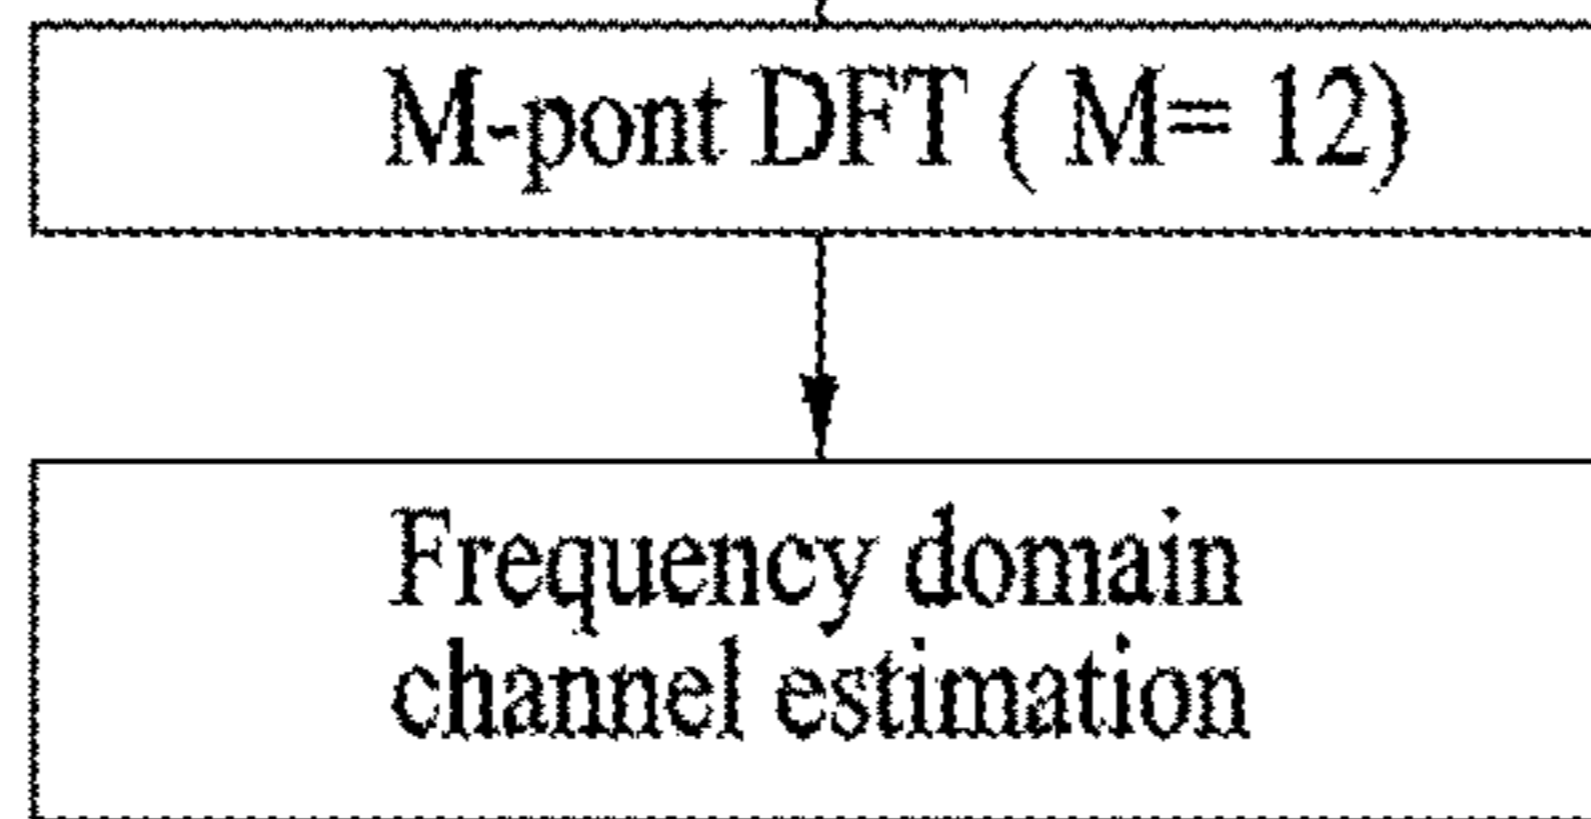 M-pont DFT ( M= 12)
Frequency domain
channel estimation